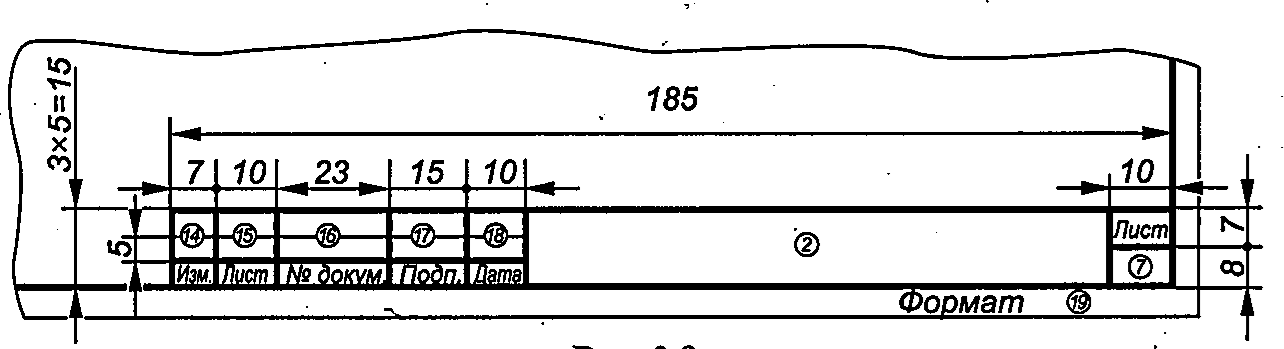 185
3×5=15
7 10 23 15 10 10
5
14 15 16 17 18 2 Лист 7
Изм. Лист № докум. Подп. Дата 7 8
Формат 19